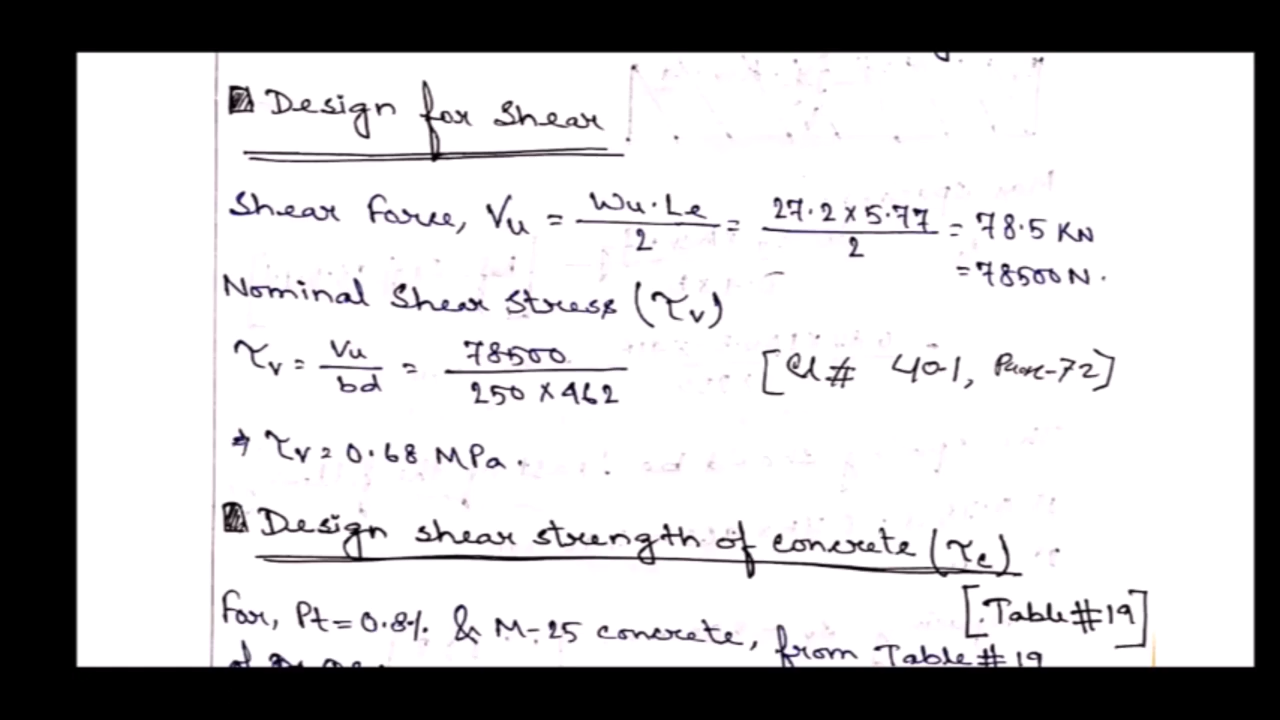 Design for Shear
Shear Force, Vu = Wu.Le / 2 = 27.2 x 5.77 / 2 = 78.5 KN
= 78500 N.
Nominal Shear Stress (τv)
τv = Vu / bd = 78500 / 250 x 462 [Cl # 40.1, -72]
⇒ τv = 0.68 MPa.
Design shear strength of concrete (τc)
[Table # 19]
For, Pt = 0.8% & M-25 concrete, from Table # 19